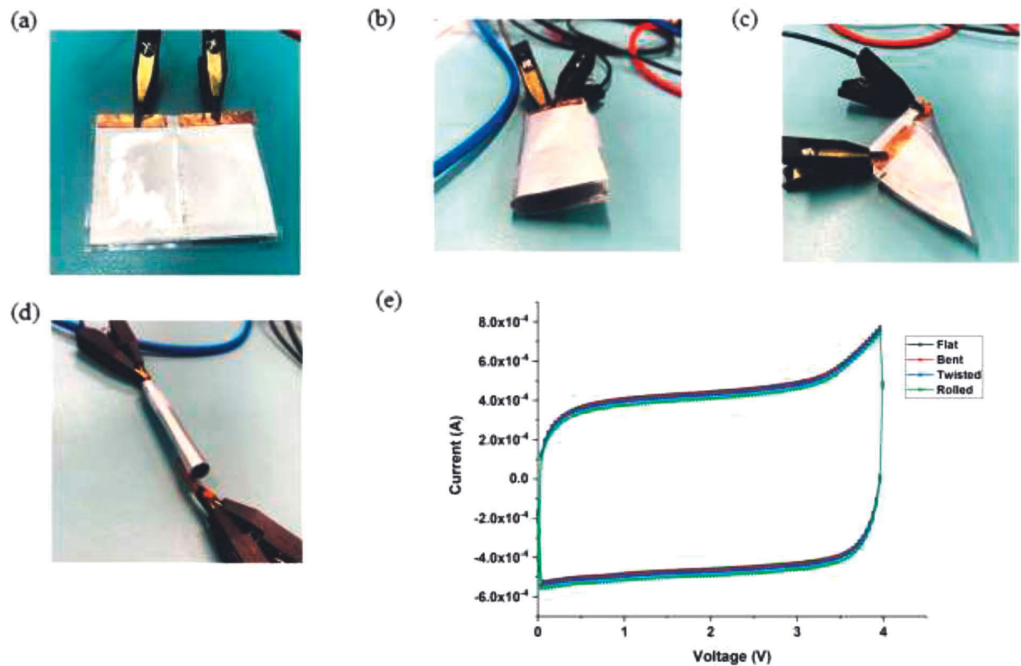 (a)
(b)
(c)
(d)
(e)
8.0x10⁻⁴
6.0x10⁻⁴
4.0x10⁻⁴
2.0x10⁻⁴
0.0
-2.0x10⁻⁴
-4.0x10⁻⁴
-6.0x10⁻⁴
Current (A)
Flat
Bent
Twisted
Rolled
0 1 2 3 4
Voltage (V)